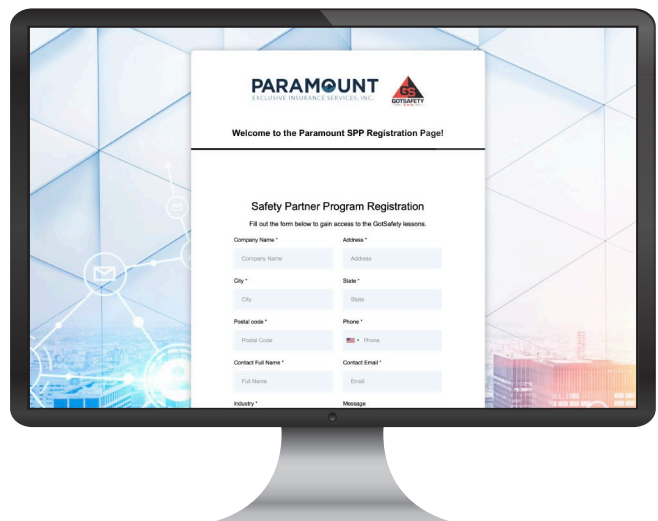 PARAMOUNT
EXCLUSIVE INSURANCE SERVICES, INC.
GS
GOTSAFETY
Welcome to the Paramount SPP Registration Page!
Safety Partner Program Registration
Fill out the form below to gain access to the GotSafety lessons.
Company Name * Address *
Company Name Address
City * State *
City State
Postal code * Phone *
Postal Code Phone
Contact Full Name * Contact Email *
Full Name Email
Industry * Message